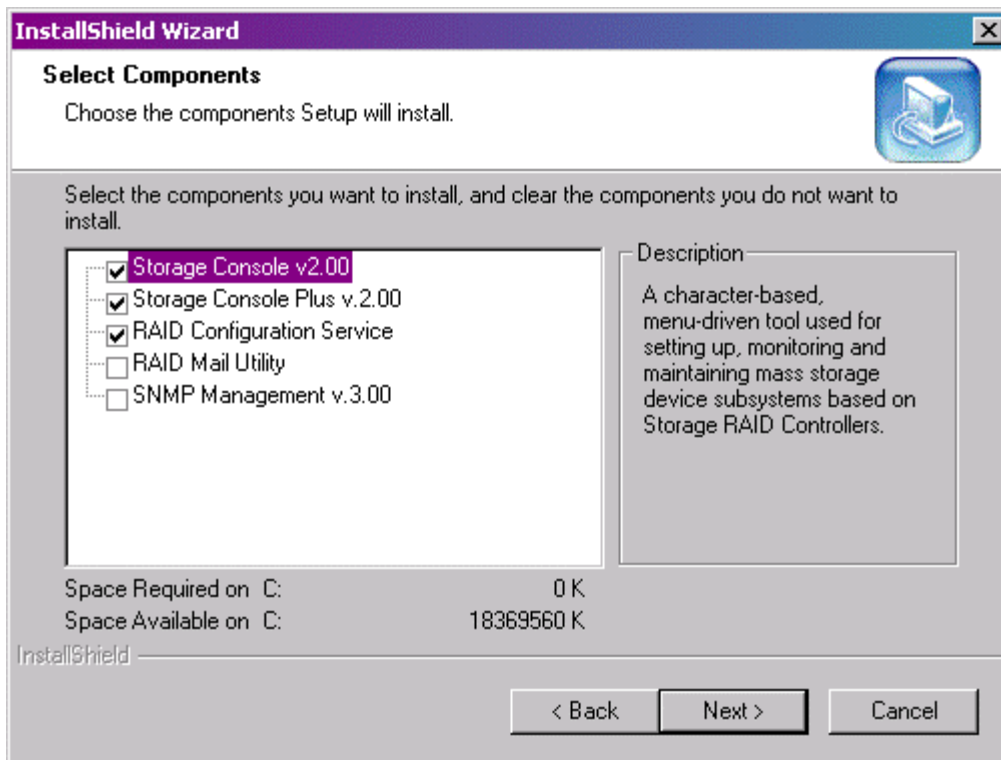 InstallShield Wizard
Select Components
Choose the components Setup will install.
Select the components you want to install, and clear the components you do not want to
install.
Storage Console v2.00
Storage Console Plus v.2.00
RAID Configuration Service
RAID Mail Utility
SNMP Management v.3.00
Description
A character-based,
menu-driven tool used for
setting up, monitoring and
maintaining mass storage
device subsystems based on
Storage RAID Controllers.
Space Required on C: 0 K
Space Available on C: 18369560 K
InstallShield
< Back Next > Cancel